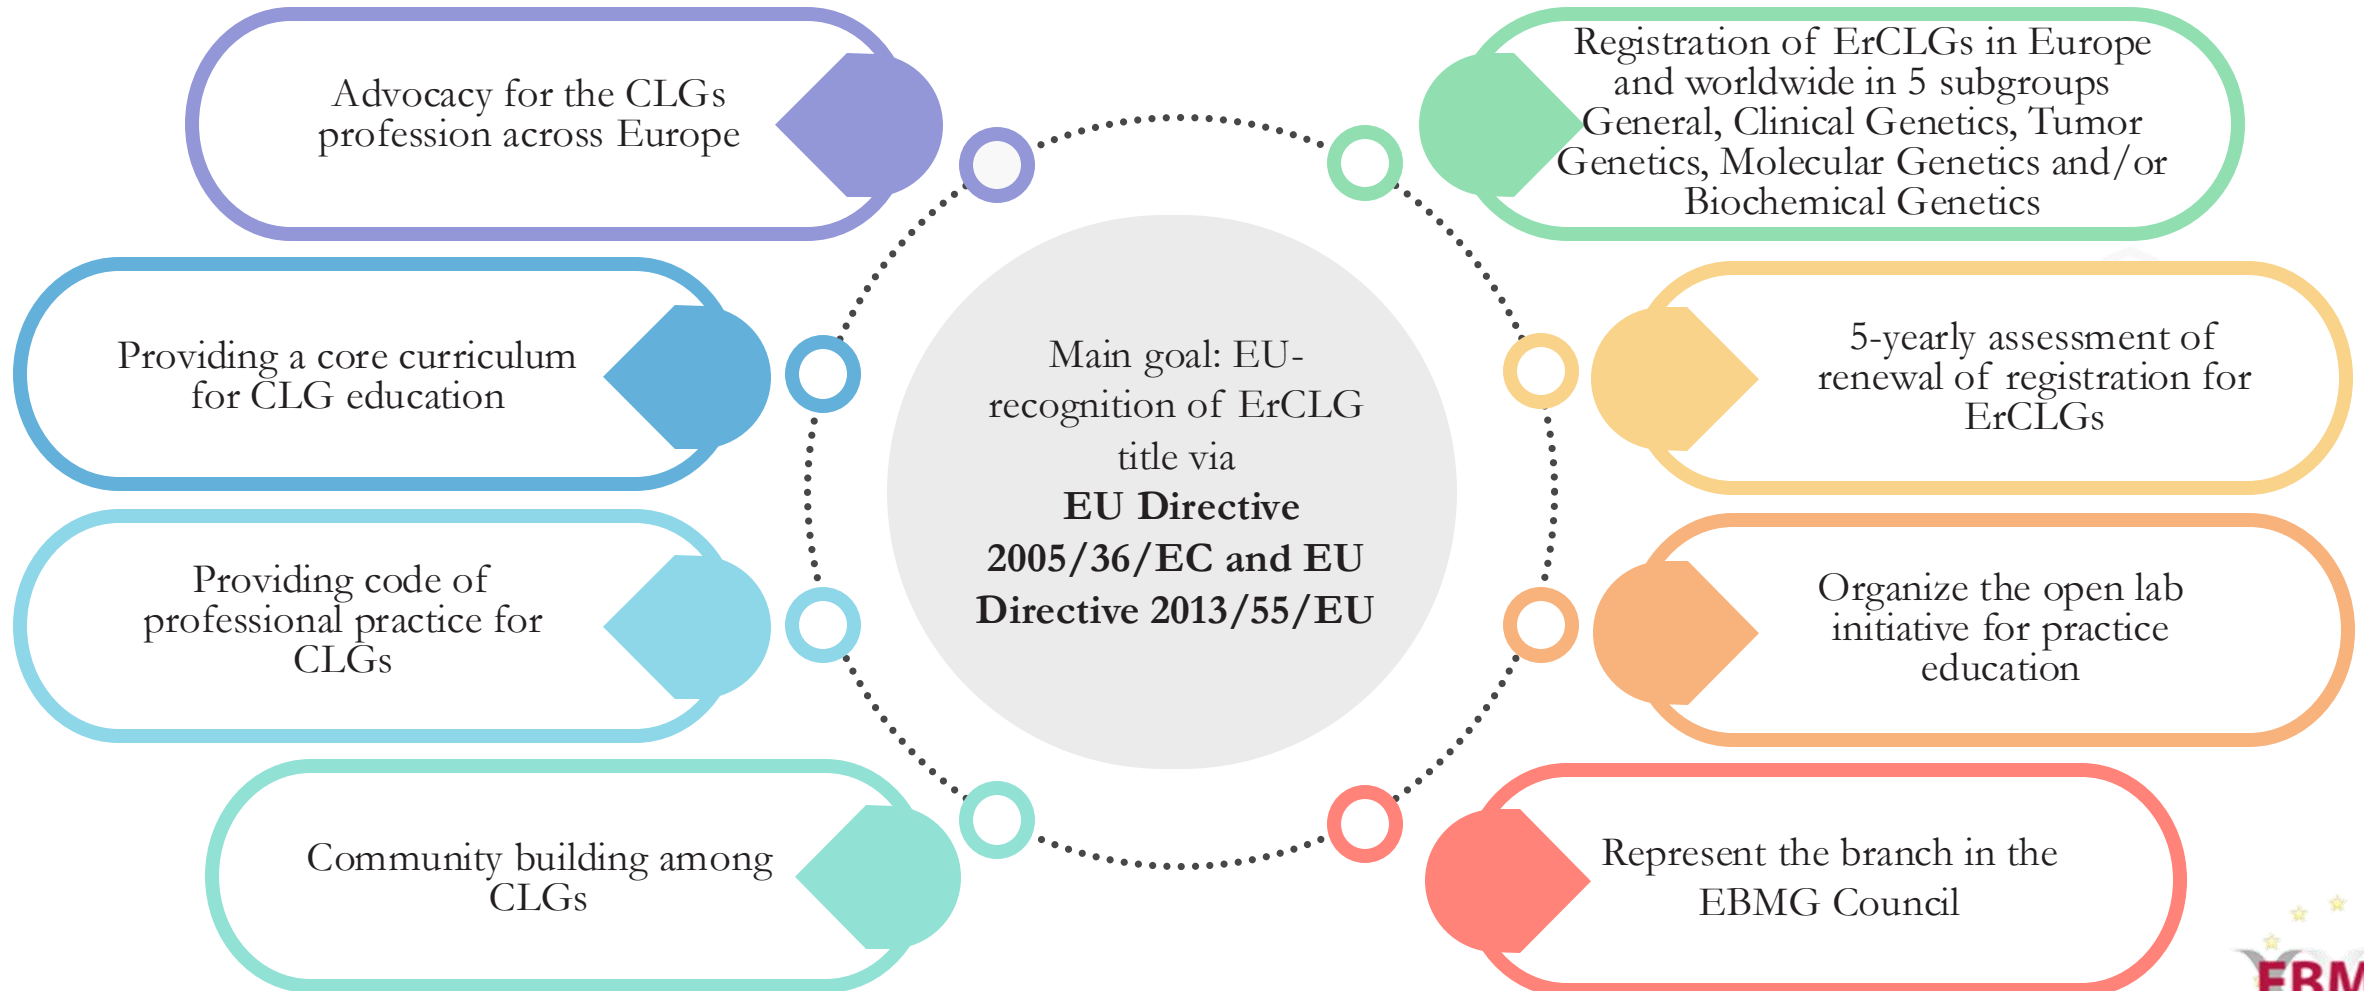 Advocacy for the CLGs
profession across Europe
Providing a core curriculum
for CLG education
Providing code of
professional practice for
CLGs
Community building among
CLGs
Main goal: EU-
recognition of ErCLG
title via
EU Directive
2005/36/EC and EU
Directive 2013/55/EU
Registration of ErCLGs in Europe
and worldwide in 5 subgroups
General, Clinical Genetics, Tumor
Genetics, Molecular Genetics and/or
Biochemical Genetics
5-yearly assessment of
renewal of registration for
ErCLGs
Organize the open lab
initiative for practice
education
Represent the branch in the
EBMG Council